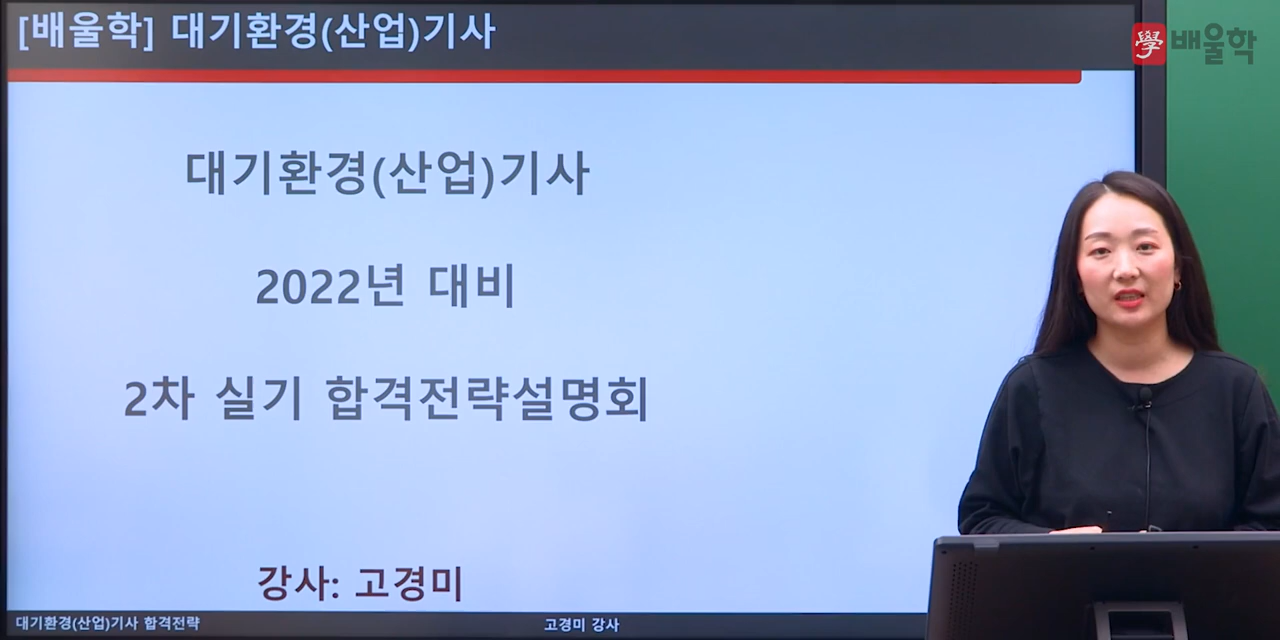 [배울학] 대기환경(산업)기사
學 배울학
대기환경(산업)기사
2022년 대비
2차 실기 합격전략설명회
강사: 고경미
대기환경(산업)기사 합격전략
고경미 강사